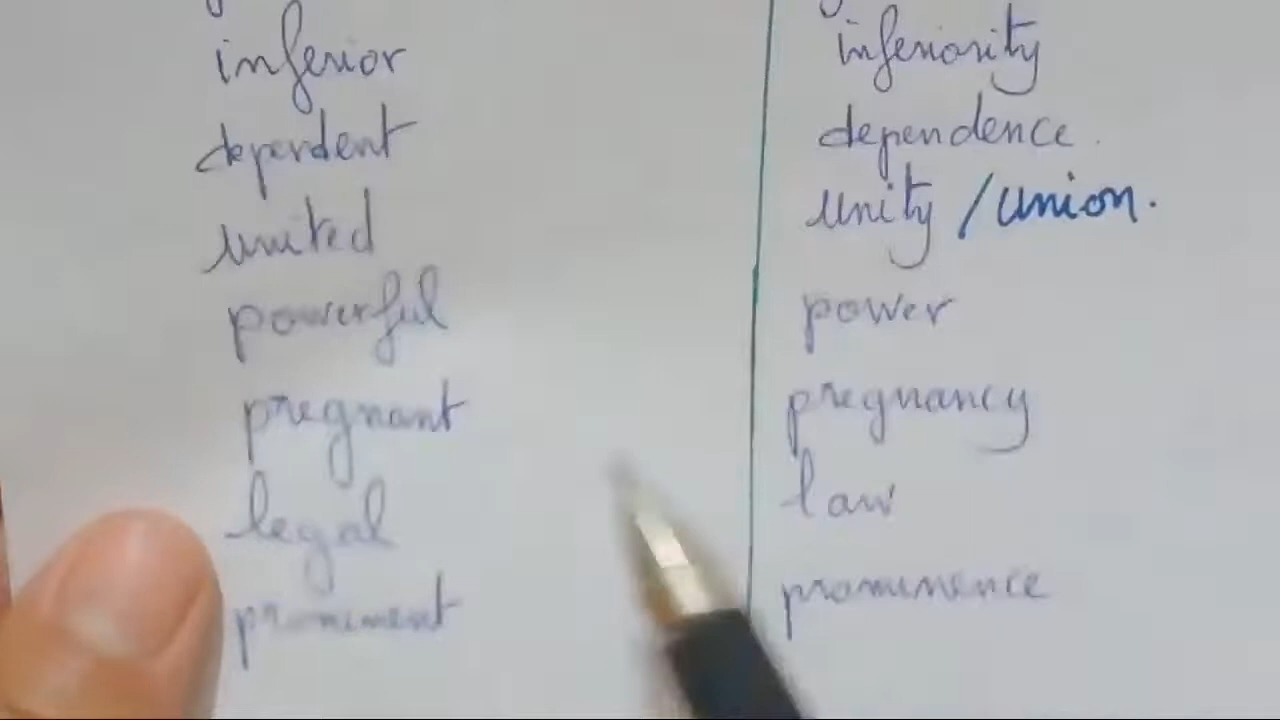 inferior inferiority
dependent dependence.
united unity / union.
powerful power
pregnant pregnancy
legal law
prominent prominence